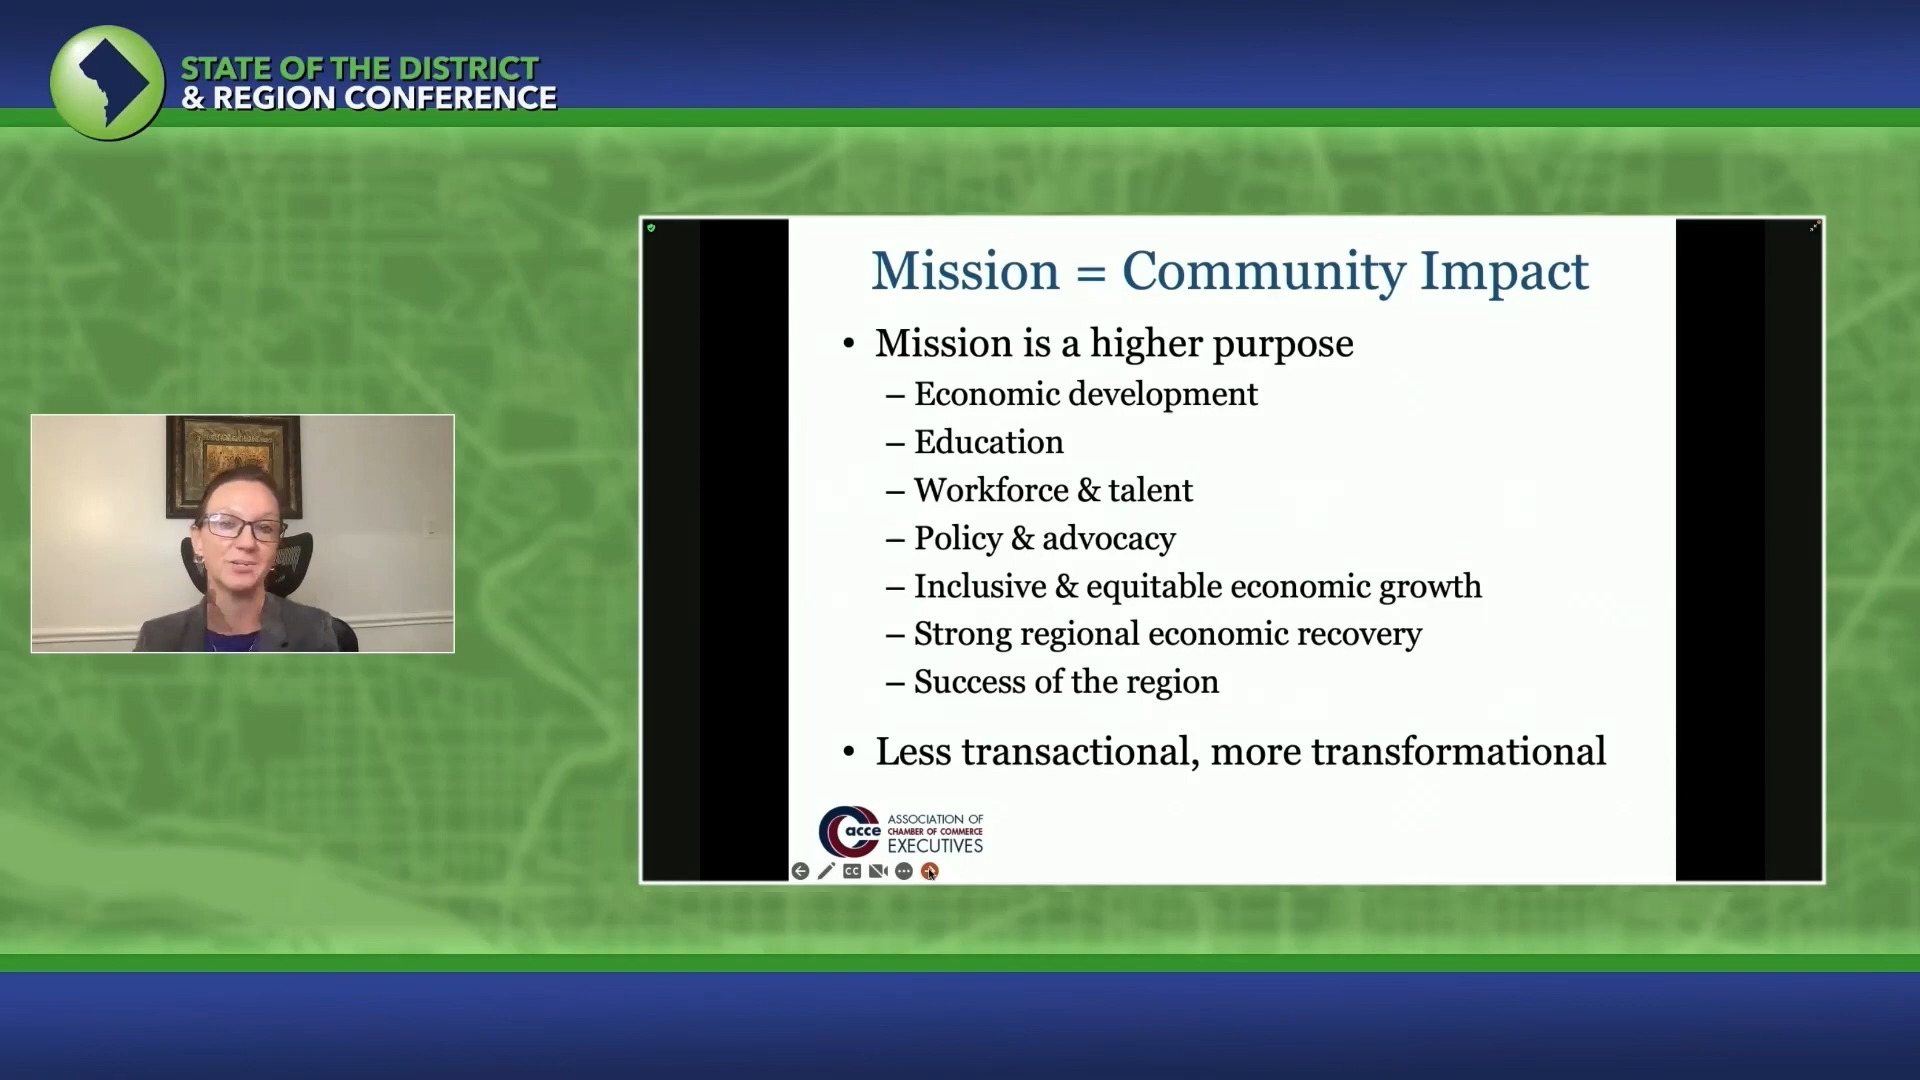 STATE OF THE DISTRICT
& REGION CONFERENCE
Mission = Community Impact
• Mission is a higher purpose
– Economic development
– Education
– Workforce & talent
– Policy & advocacy
– Inclusive & equitable economic growth
– Strong regional economic recovery
– Success of the region
• Less transactional, more transformational
acce
ASSOCIATION OF
CHAMBER OF COMMERCE
EXECUTIVES
CC